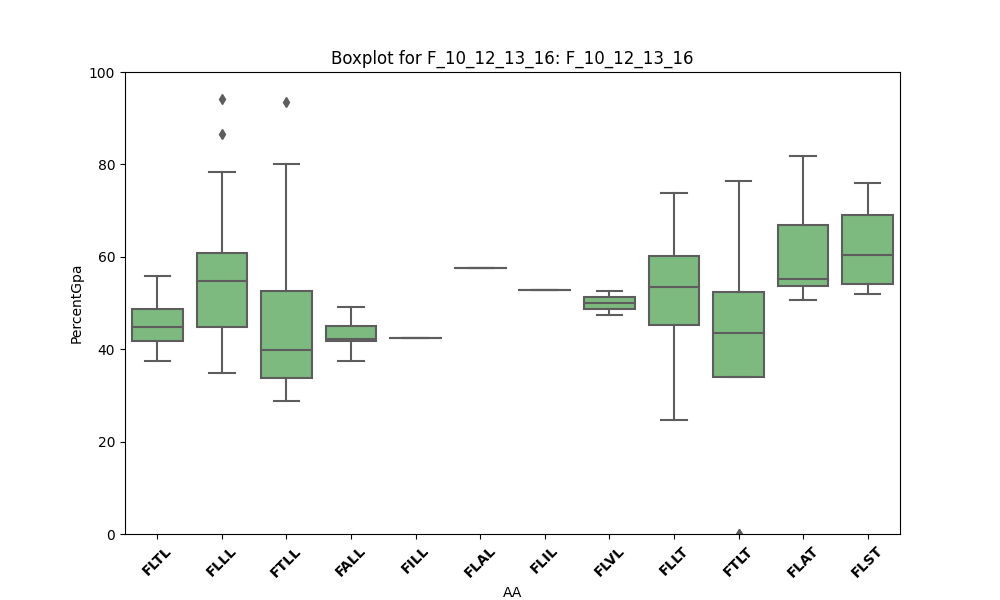 Boxplot for F_10_12_13_16: F_10_12_13_16
PercentGpa
100
80
60
40
20
0
FLTL
FLLL
FTLL
FALL
FILL
FLAL
FLIL
FLVL
FLLT
FTLT
FLAT
FLST
AA